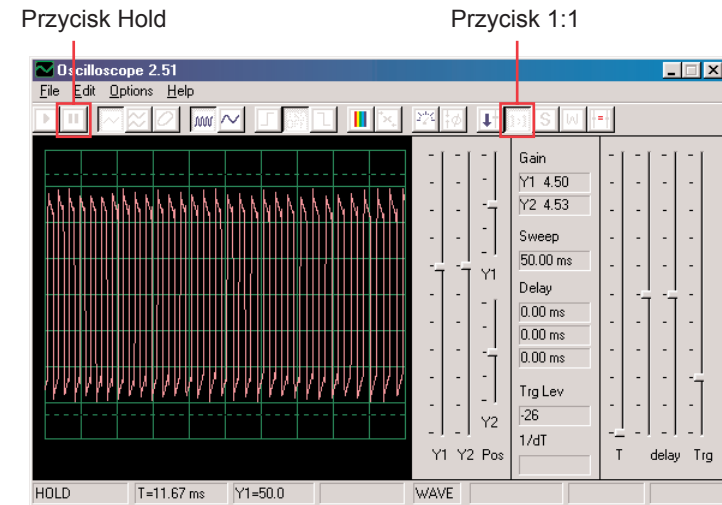 Przycisk Hold Przycisk 1:1
Oscilloscope 2.51
File Edit Options Help
Gain
Y1 4.50
Y2 4.53
Sweep
50.00 ms
Y1
Delay
0.00 ms
0.00 ms
0.00 ms
Trg Lev
-26
Y2
1/dT
Y1 Y2 Pos T delay Trg
HOLD T=11.67 ms Y1=50.0 WAVE